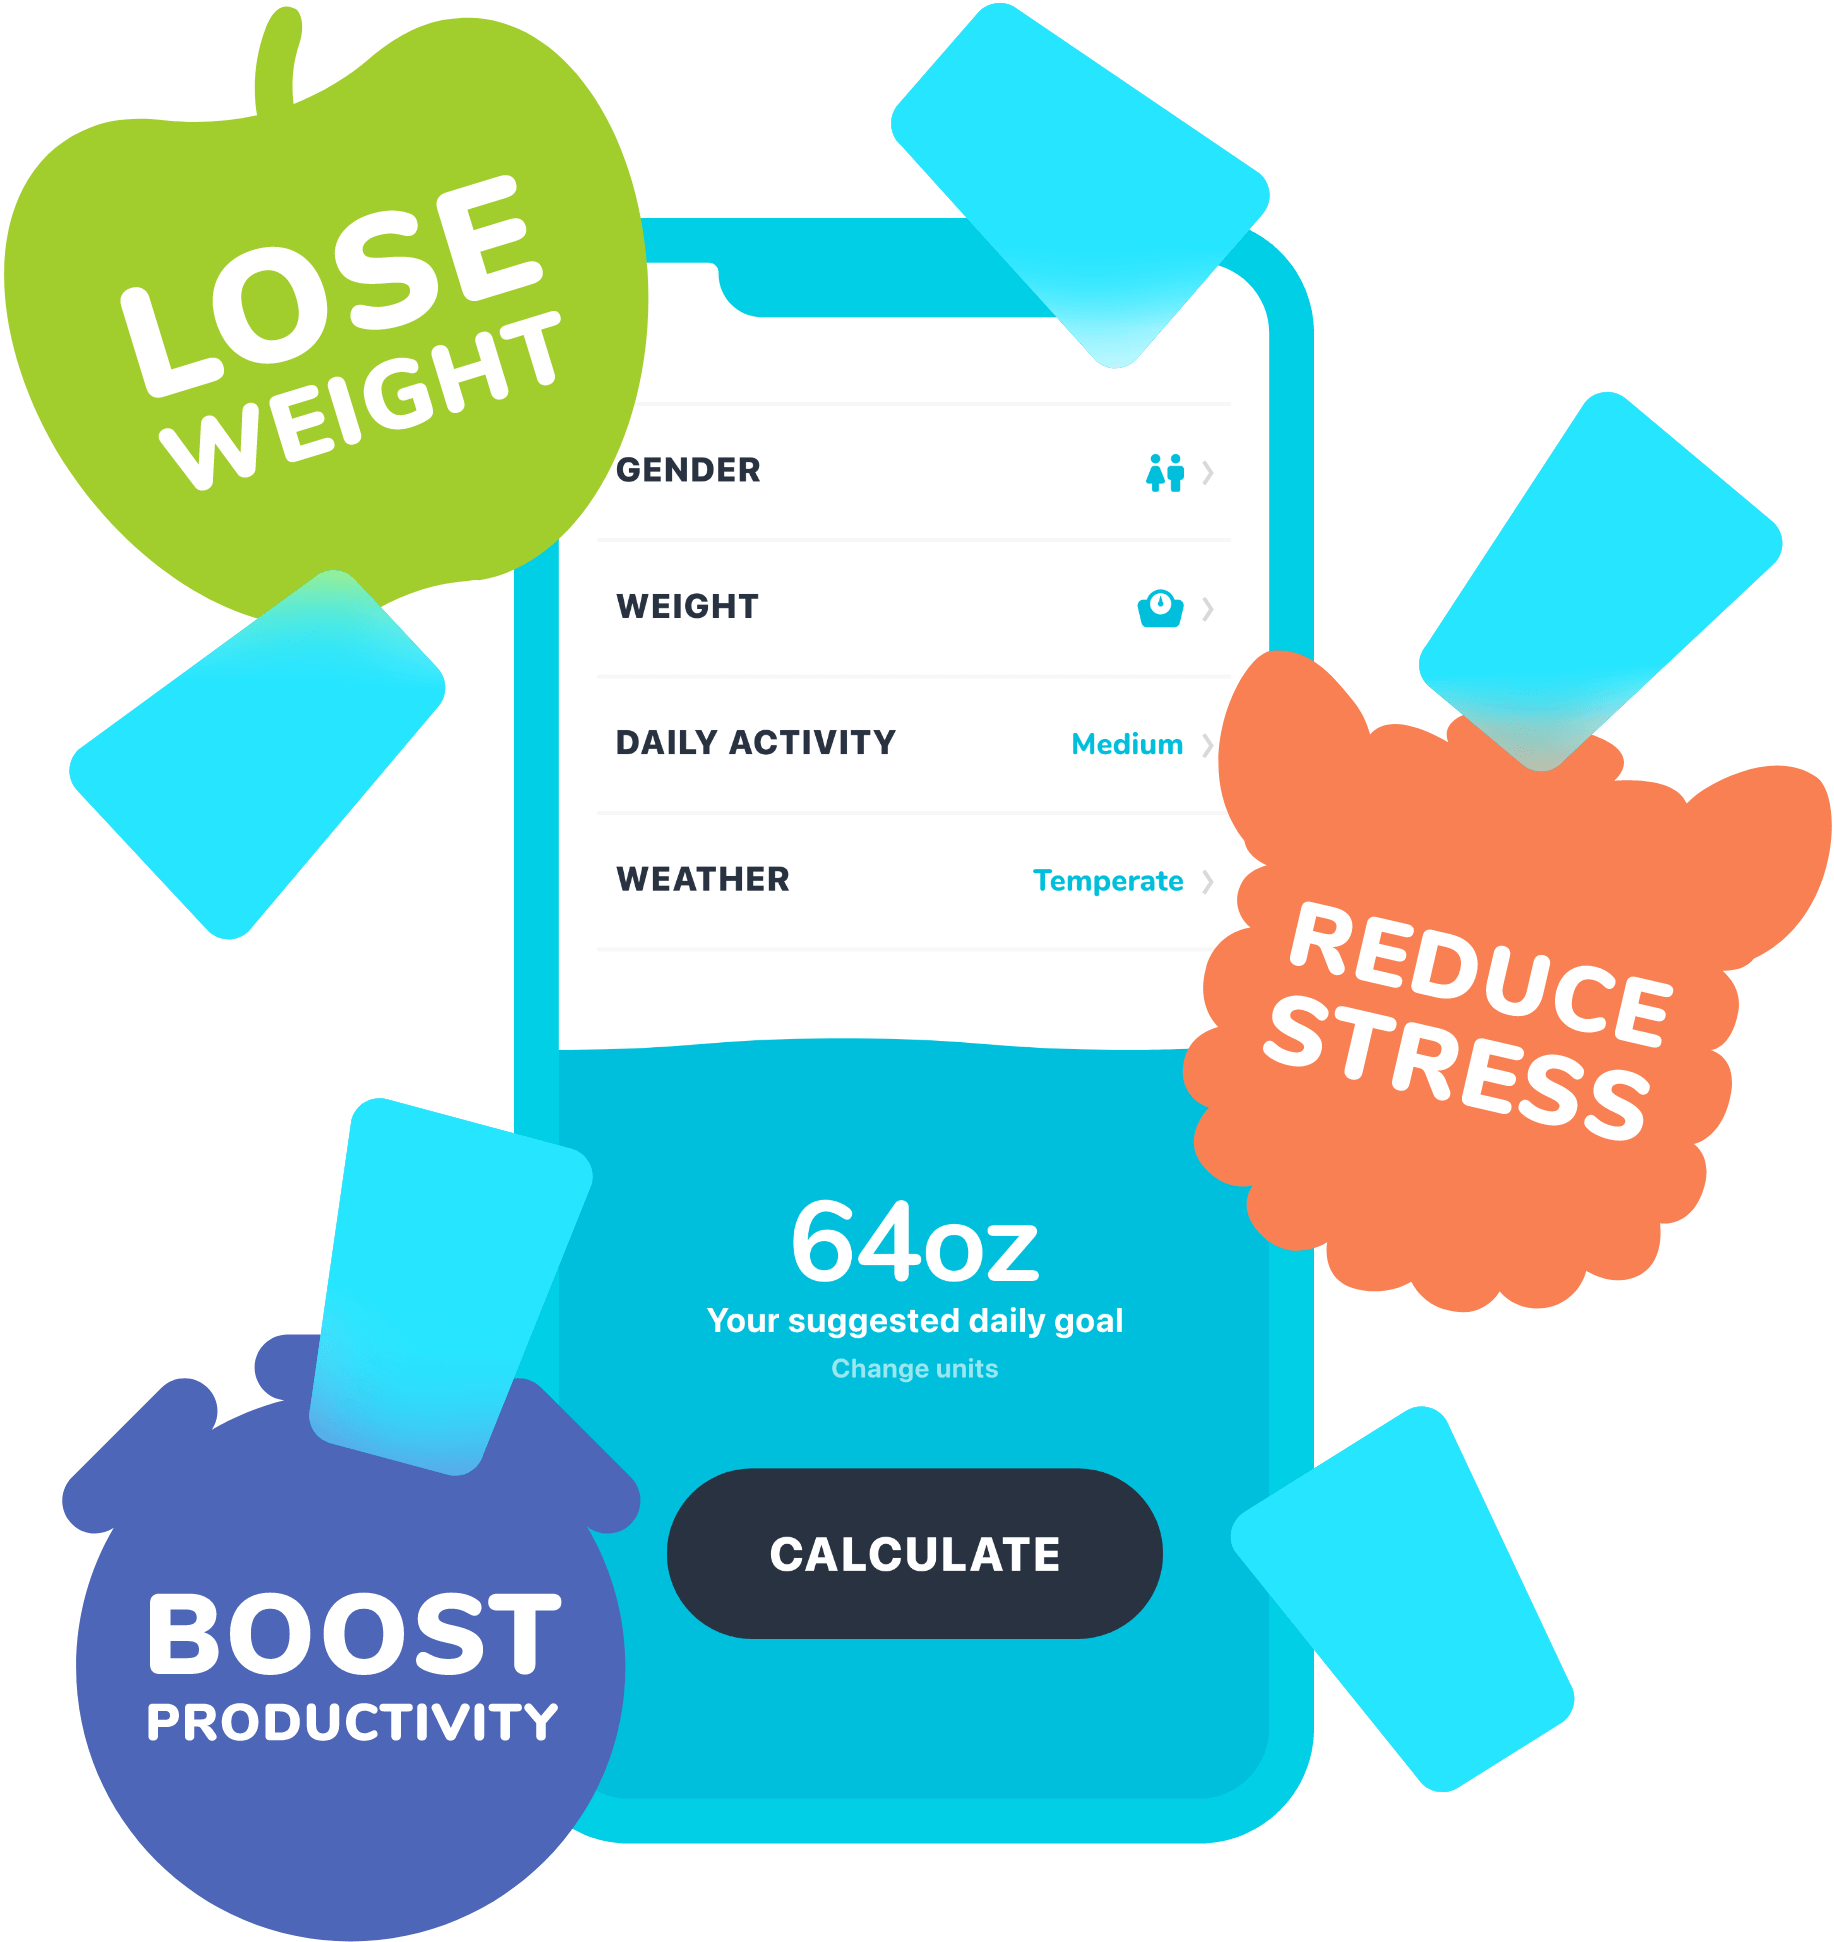 LOSE
WEIGHT
GENDER
WEIGHT
DAILY ACTIVITY Medium
WEATHER Temperate
REDUCE
STRESS
64oz
Your suggested daily goal
Change units
CALCULATE
BOOST
PRODUCTIVITY